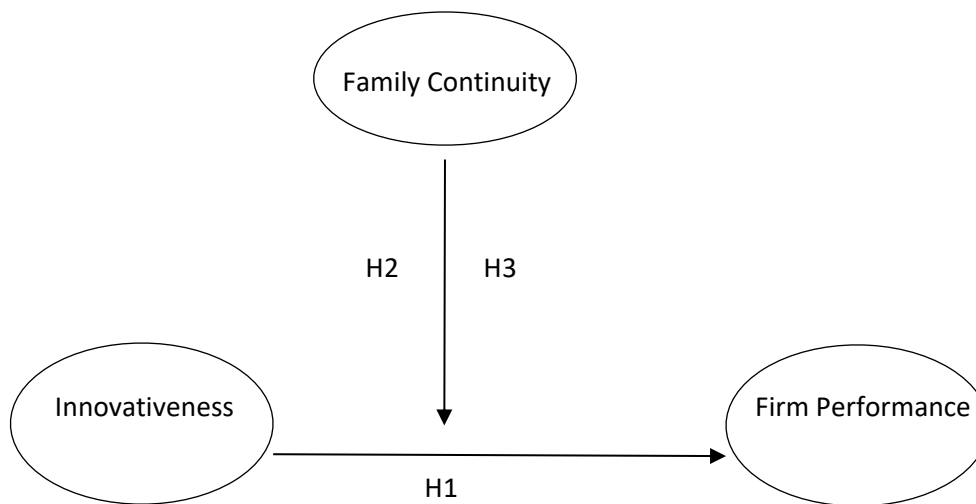 Family Continuity
H2
H3
Innovativeness
Firm Performance
H1